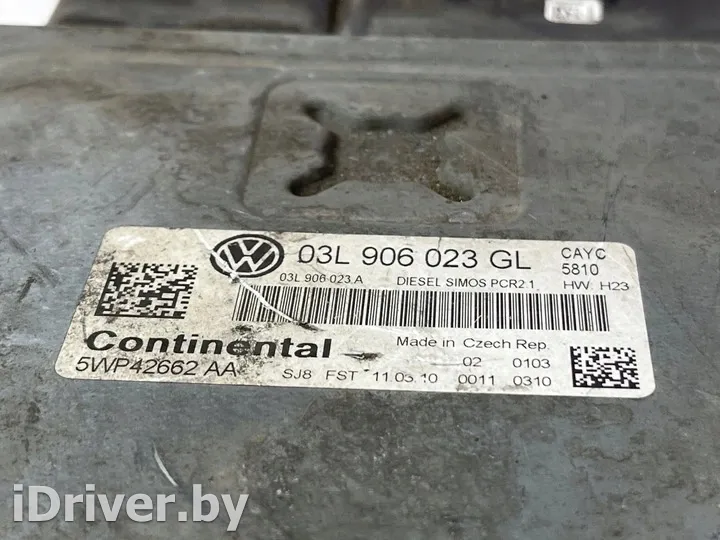 VW
03L 906 023 GL
CAYC
5810
03L 906 023 A
DIESEL SIMOS PCR2.1
HW: H23
Continental
Made in Czech Rep.
5WP42662 AA
02 0103
SJ8 FST 11.03.10 0011 0310
iDriver.by